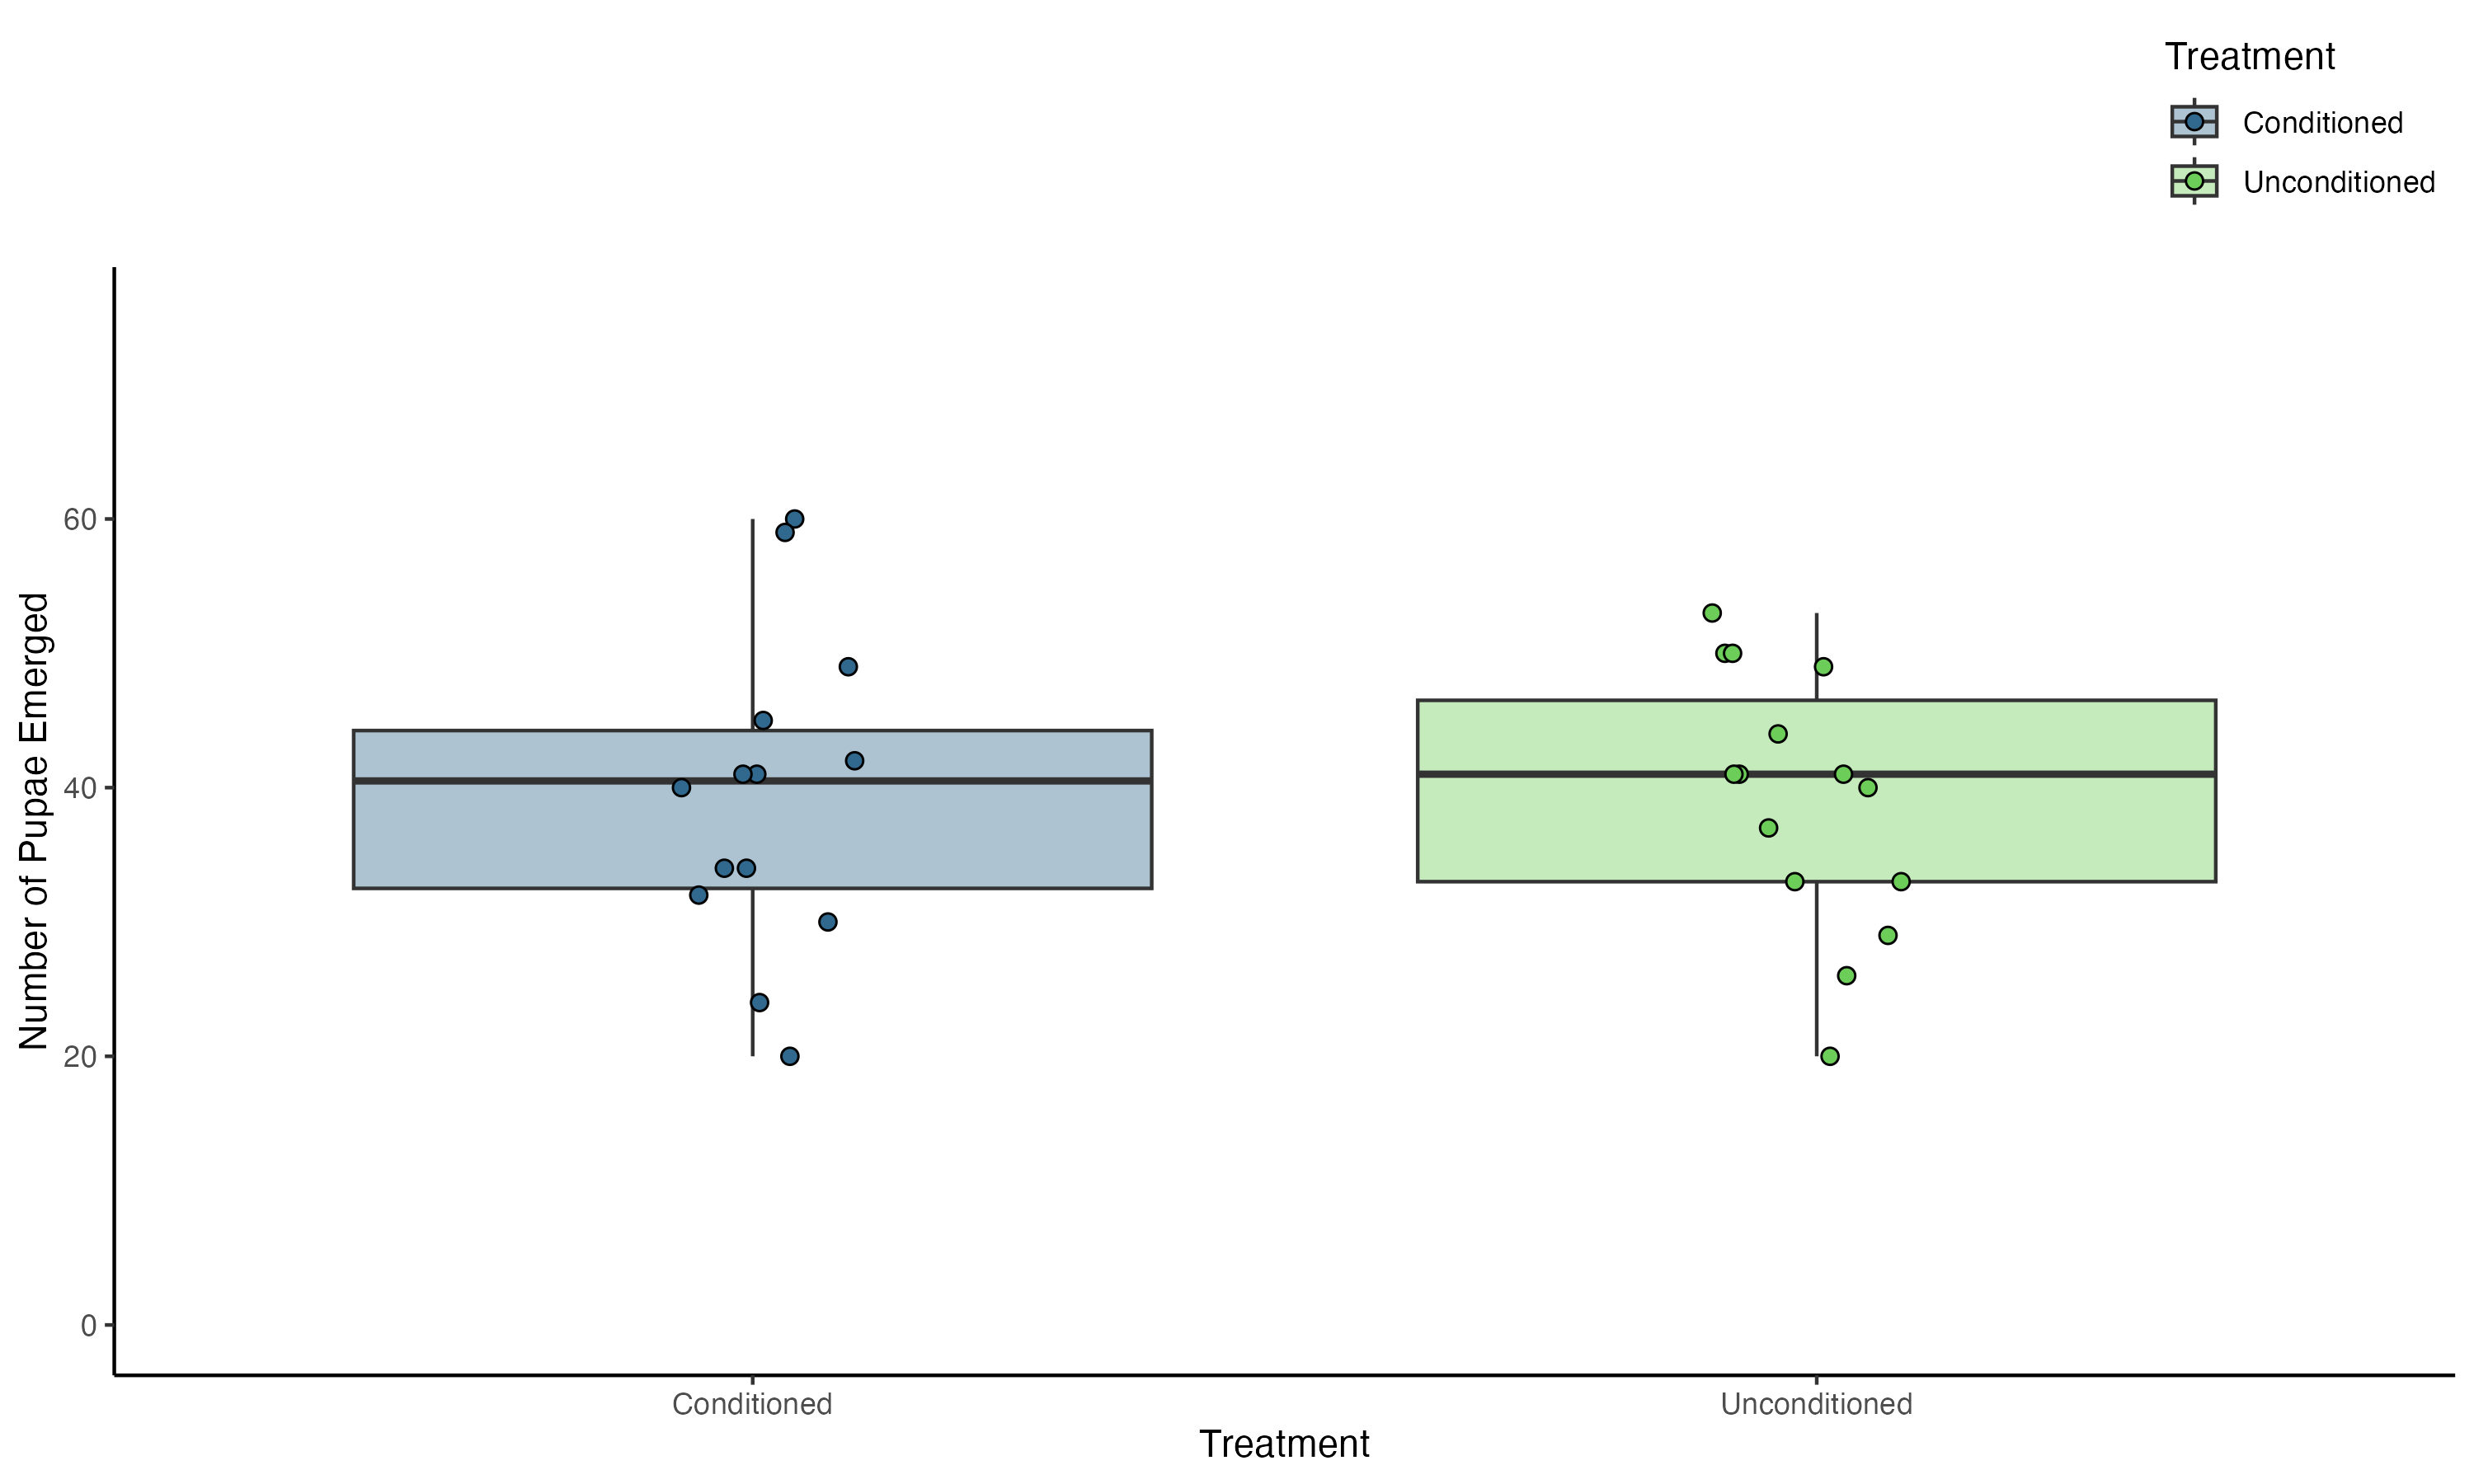 Treatment
Conditioned
Unconditioned
Number of Pupae Emerged
60
40
20
0
Conditioned
Unconditioned
Treatment